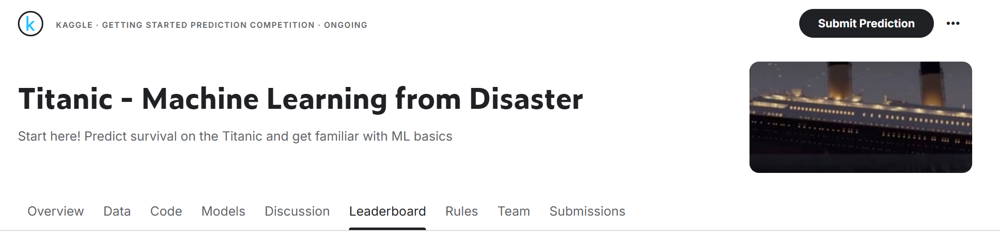 k KAGGLE · GETTING STARTED PREDICTION COMPETITION · ONGOING
Submit Prediction
Titanic - Machine Learning from Disaster
Start here! Predict survival on the Titanic and get familiar with ML basics
Overview Data Code Models Discussion Leaderboard Rules Team Submissions